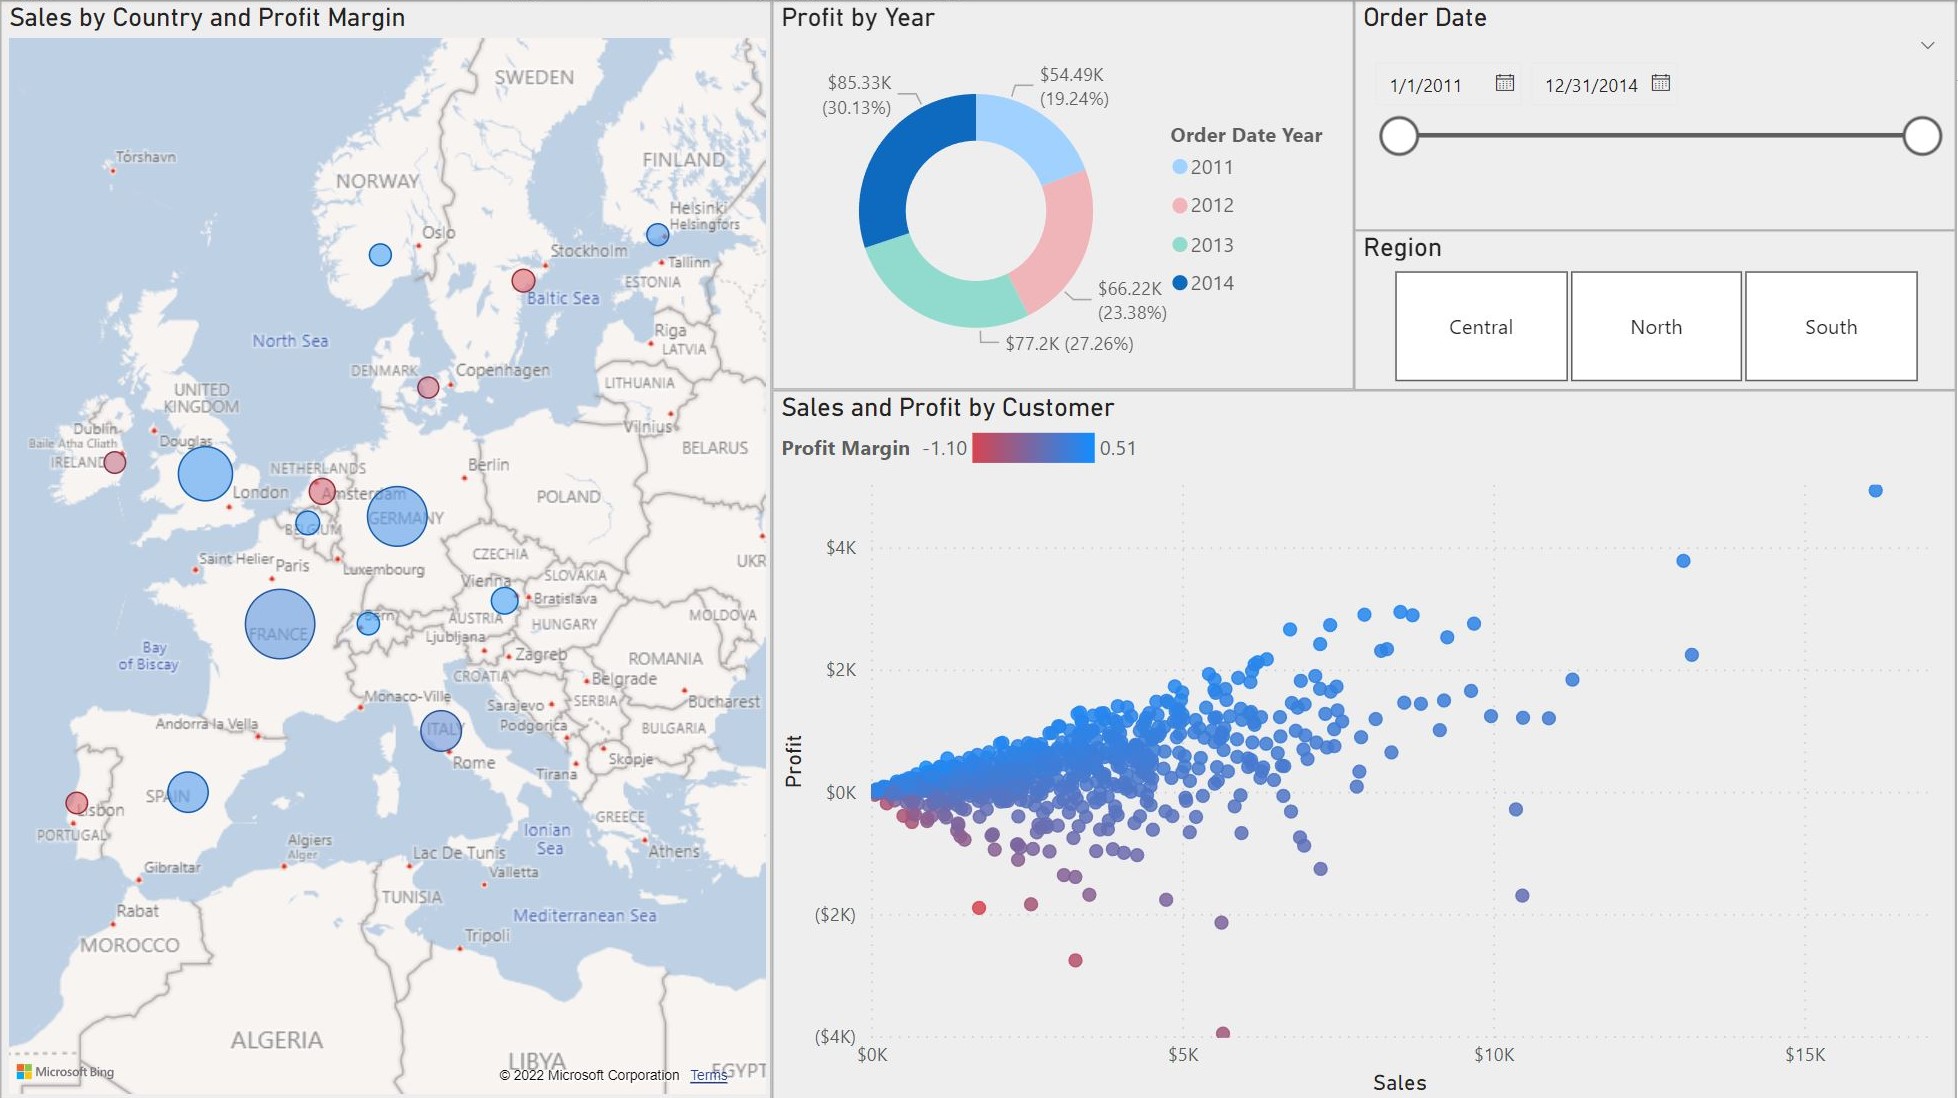 Sales by Country and Profit Margin
SWEDEN
Tórshavn
FINLAND
NORWAY
Helsinki
Helsingfors
Oslo
Stockholm
Tallinn
ESTONIA
Baltic Sea
North Sea
Riga
LATVIA
DENMARK
Copenhagen
LITHUANIA
UNITED
KINGDOM
Vilnius
Dublin
Baile Atha Cliath
Douglas
IRELAND
BELARUS
NETHERLANDS
Berlin
Amsterdam
London
POLAND
GERMANY
BELGIUM
CZECHIA
Saint Helier
Paris
Luxembourg
UKR
SLOVAKIA
Vienna
Bratislava
Bern
AUSTRIA
HUNGARY
MOLDOVA
FRANCE
Ljubljana
Bay
of Biscay
Zagreb
ROMANIA
CROATIA
Belgrade
Monaco-Ville
Sarajevo
SERBIA
Bucharest
Andorra la Vella
Podgorica
BULGARIA
ITALY
Rome
Skopje
Tirana
SPAIN
Lisbon
PORTUGAL
GREECE
Ionian
Sea
Algiers
Alger
Lac De Tunis
Athens
Gibraltar
Valletta
TUNISIA
Rabat
Mediterranean Sea
MOROCCO
Tripoli
ALGERIA
LIBYA
EGYPT
Microsoft Bing
© 2022 Microsoft Corporation Terms
Profit by Year
$85.33K
(30.13%)
$54.49K
(19.24%)
$66.22K
(23.38%)
$77.2K (27.26%)
Order Date Year
2011
2012
2013
2014
Order Date
1/1/2011
12/31/2014
Region
Central
North
South
Sales and Profit by Customer
Profit Margin -1.10 0.51
Profit
$4K
$2K
$0K
($2K)
($4K)
$0K
$5K
$10K
$15K
Sales